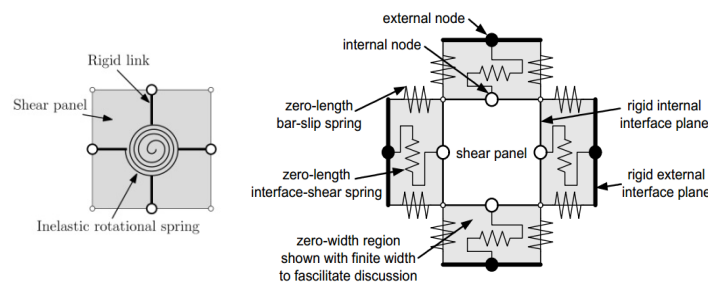 Rigid link
Shear panel
Inelastic rotational spring
external node
internal node
zero-length
bar-slip spring
rigid internal
interface plane
shear panel
zero-length
interface-shear spring
rigid external
interface plane
zero-width region
shown with finite width
to fascilitate discussion